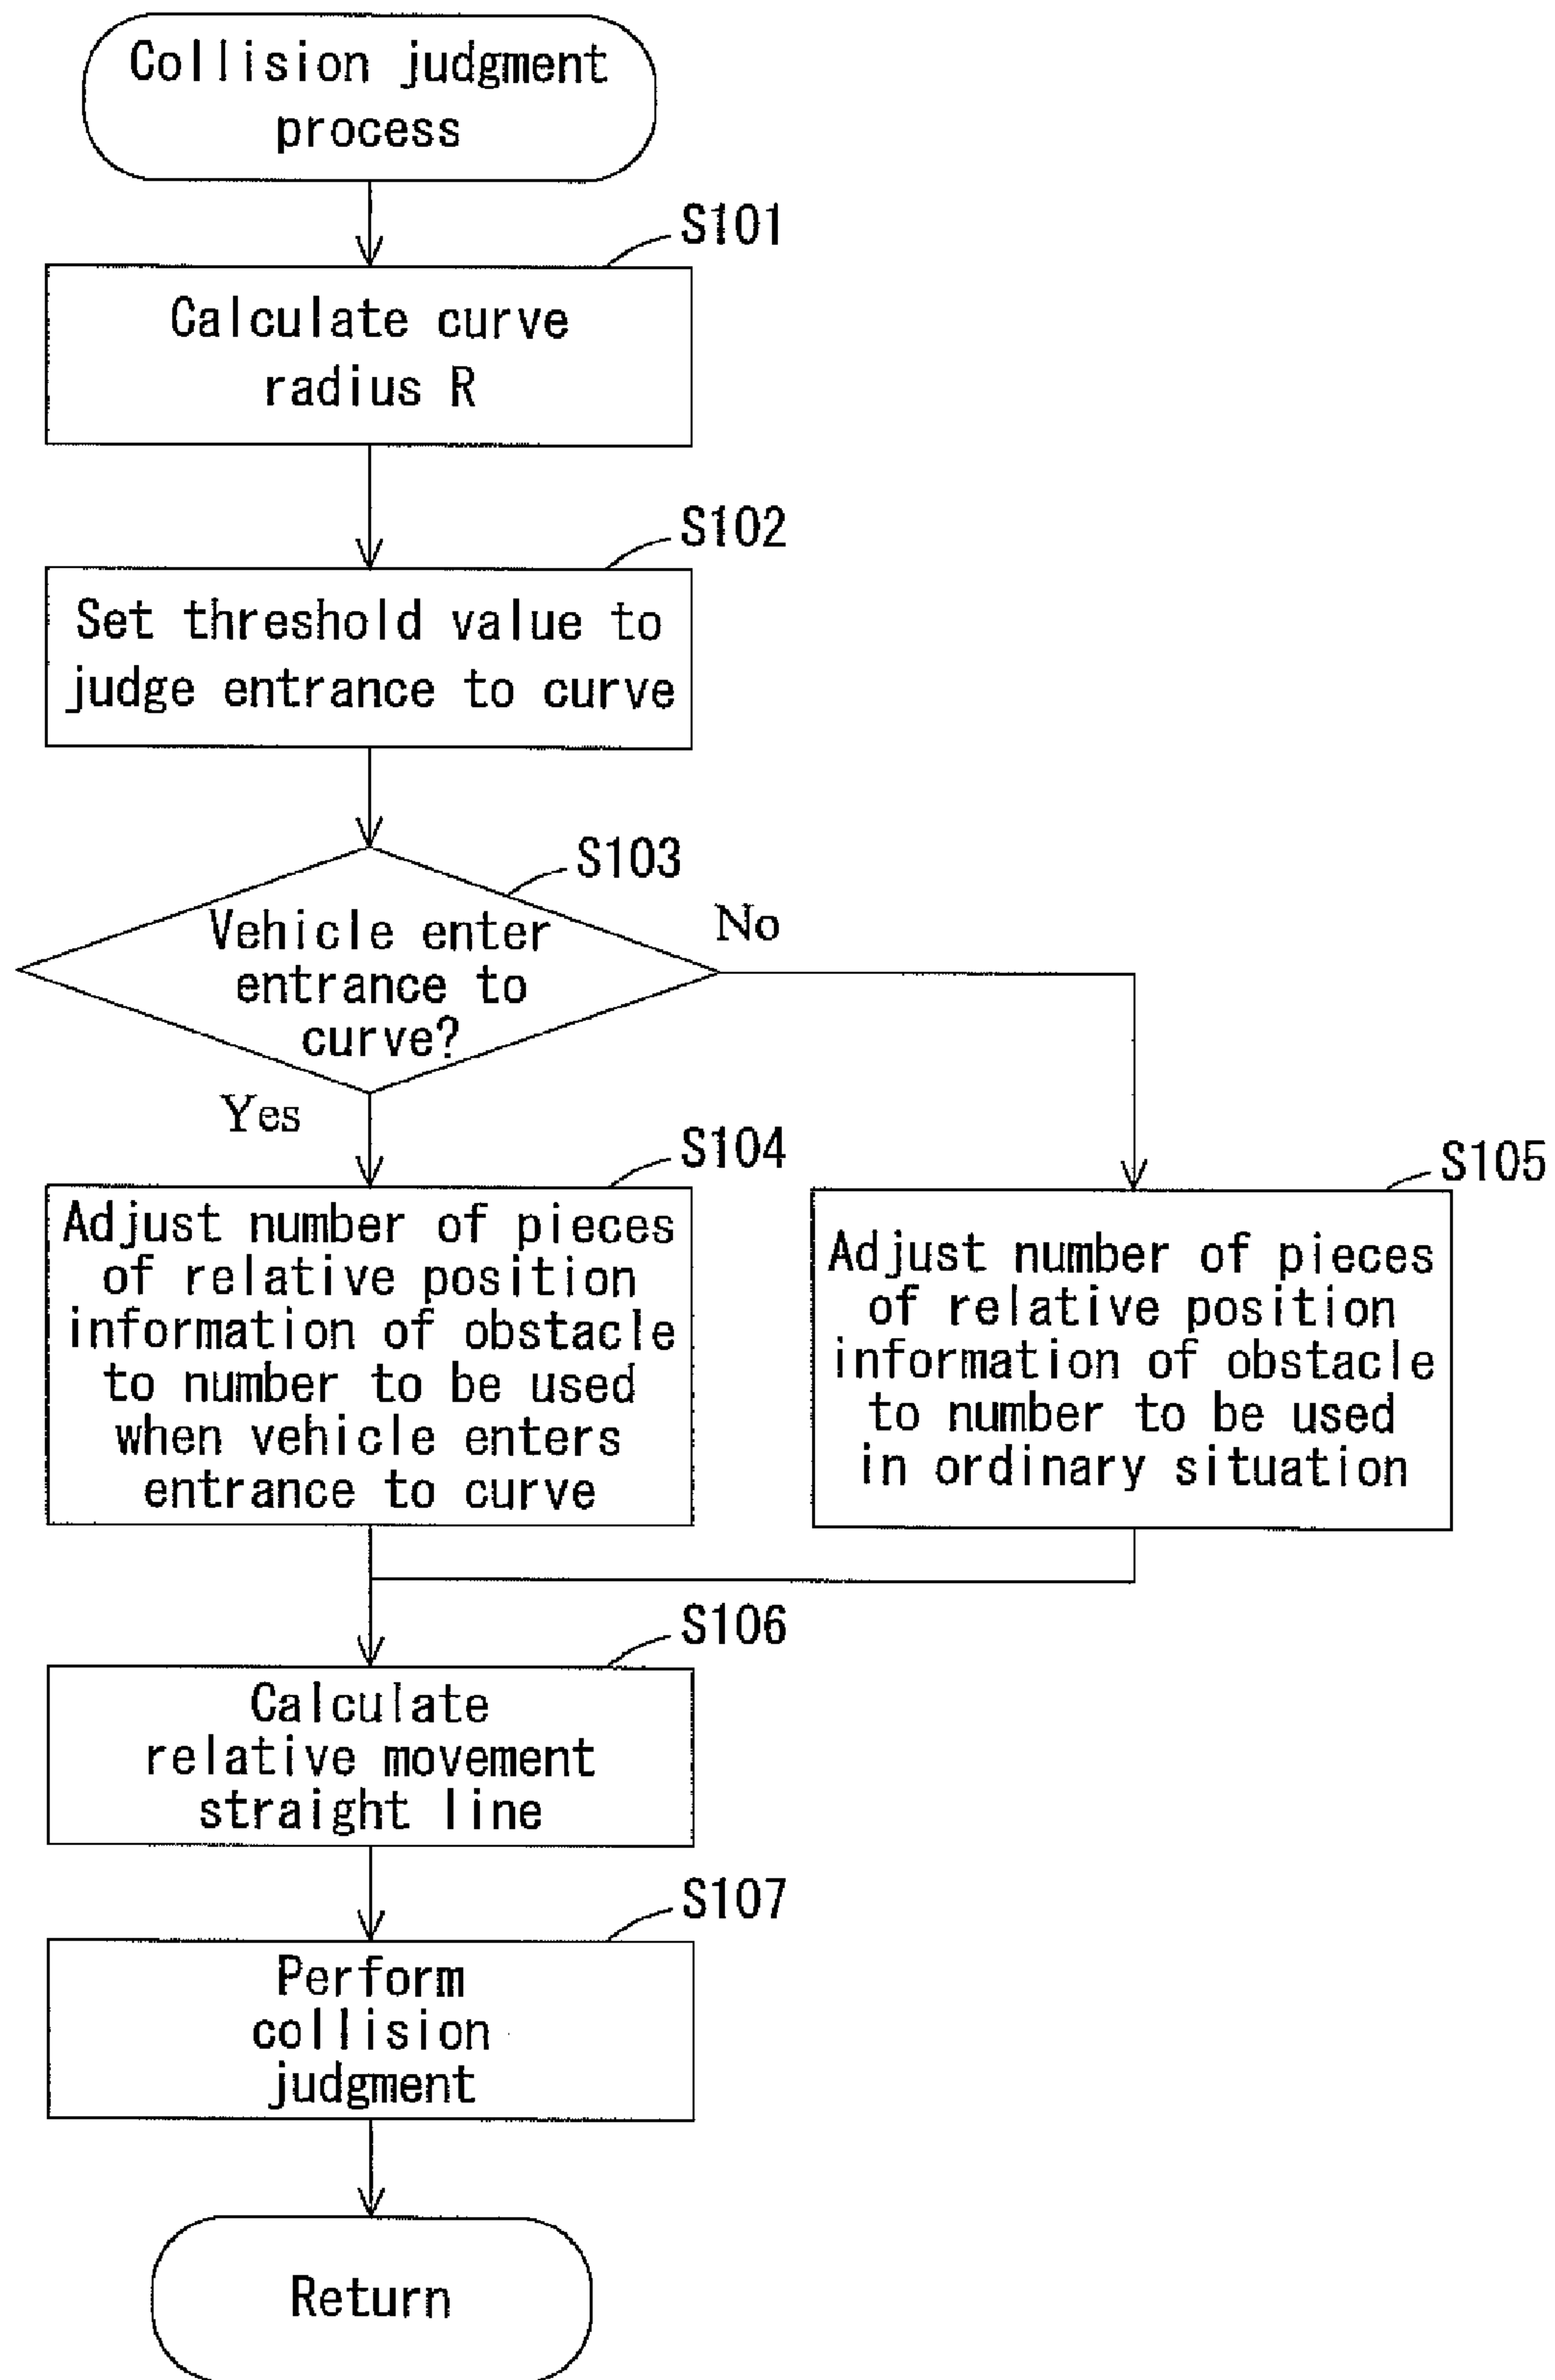 Collision judgment
process
S101
Calculate curve
radius R
S102
Set threshold value to
judge entrance to curve
S103
Vehicle enter
entrance to
curve?
No
Yes
S104
Adjust number of pieces
of relative position
information of obstacle
to number to be used
when vehicle enters
entrance to curve
S105
Adjust number of pieces
of relative position
information of obstacle
to number to be used
in ordinary situation
S106
Calculate
relative movement
straight line
S107
Perform
collision
judgment
Return